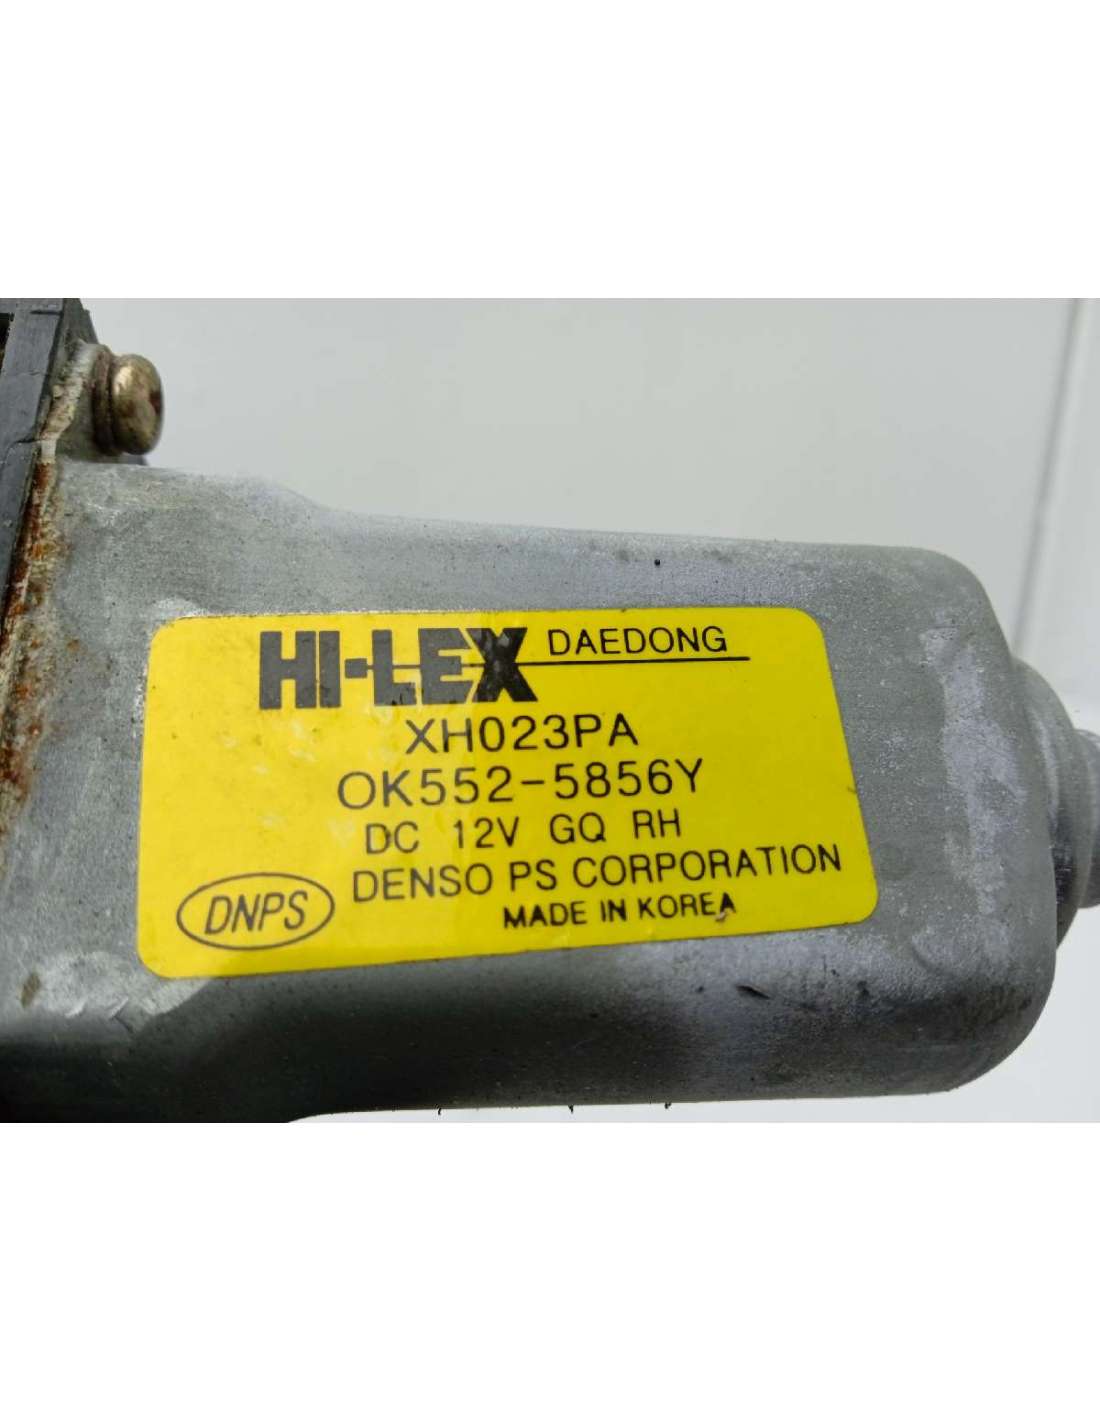 HI-LEX DAEDONG
XH023PA
OK552-5856Y
DC 12V GQ RH
DENSO PS CORPORATION
DNPS
MADE IN KOREA